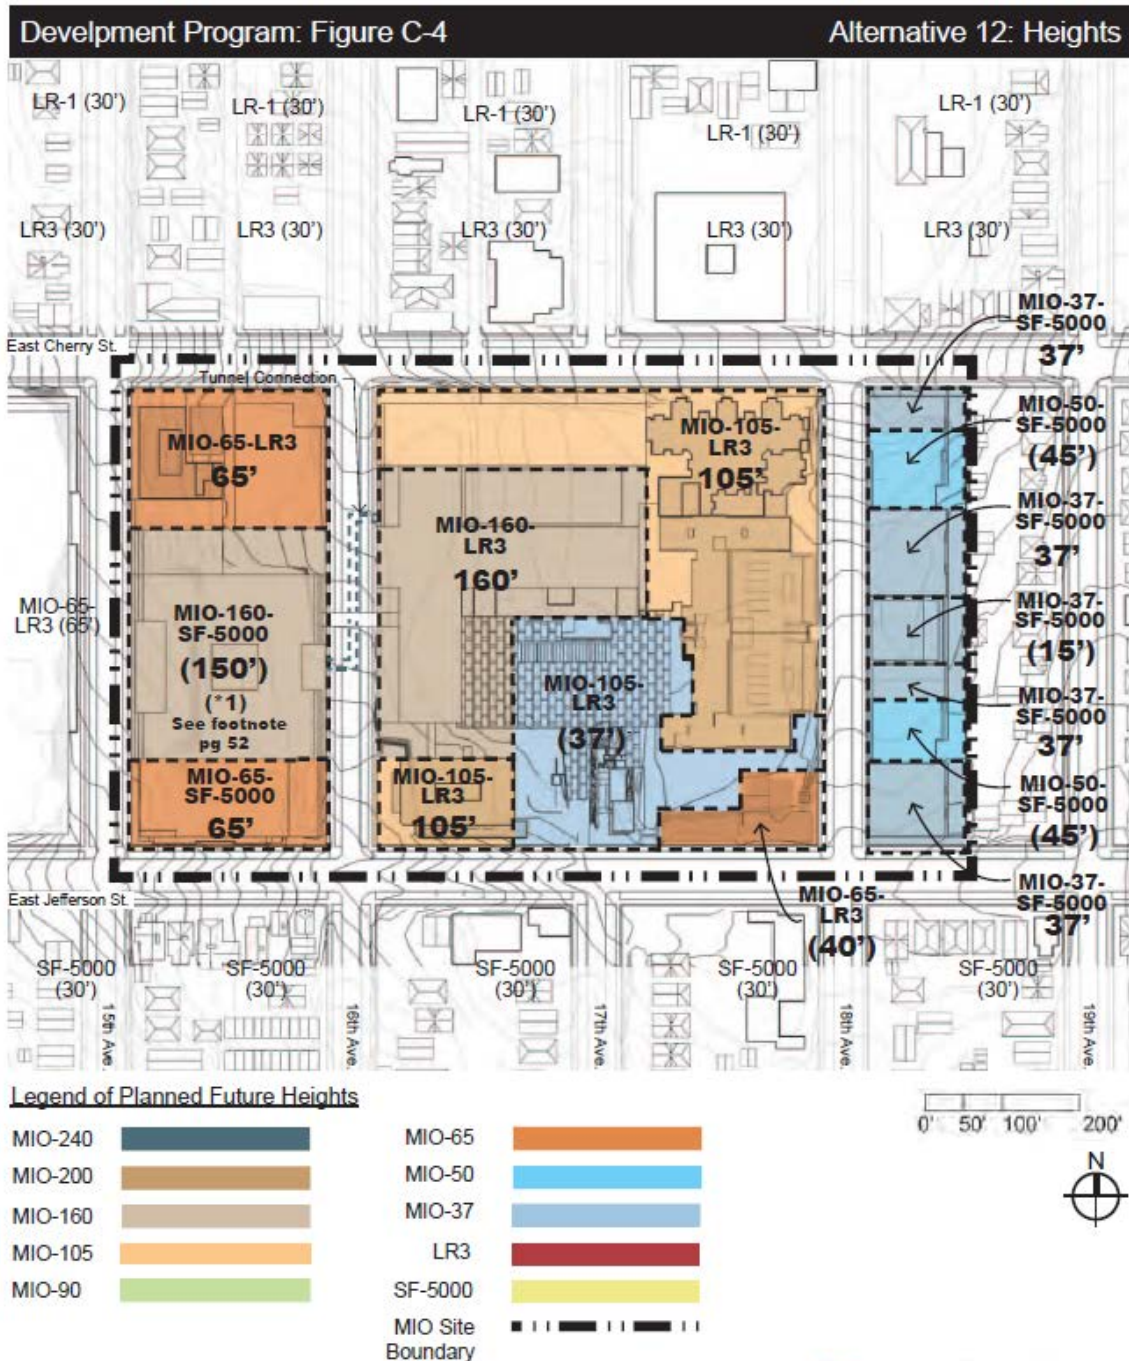 Develpment Program: Figure C-4
Alternative 12: Heights
LR-1 (30')
LR-1 (30')
LR-1 (30')
LR-1 (30')
LR-1 (30')
LR3 (30')
LR3 (30')
LR3 (30')
LR3 (30')
LR3 (30')
East Cherry St.
Tunnel Connection
MIO-65-LR3
65'
MIO-160-
SF-5000
(150')
(*1)
See footnote
pg 52
MIO-65-
SF-5000
65'
MIO-65-
LR3 (65')
MIO-160-
LR3
160'
MIO-105-
LR3
105'
MIO-105-
LR3
(37')
MIO-105-
LR3
105'
MIO-65-
LR3
(40')
MIO-37-
SF-5000
37'
MIO-50-
SF-5000
(45')
MIO-37-
SF-5000
37'
MIO-37-
SF-5000
(15')
MIO-37-
SF-5000
37'
MIO-50-
SF-5000
(45')
MIO-37-
SF-5000
37'
East Jefferson St.
SF-5000
(30')
SF-5000
(30')
SF-5000
(30')
SF-5000
(30')
SF-5000
(30')
15th Ave.
16th Ave.
17th Ave.
18th Ave.
19th Ave.
Legend of Planned Future Heights
MIO-240
MIO-200
MIO-160
MIO-105
MIO-90
MIO-65
MIO-50
MIO-37
LR3
SF-5000
MIO Site
Boundary
0' 50' 100' 200'
N